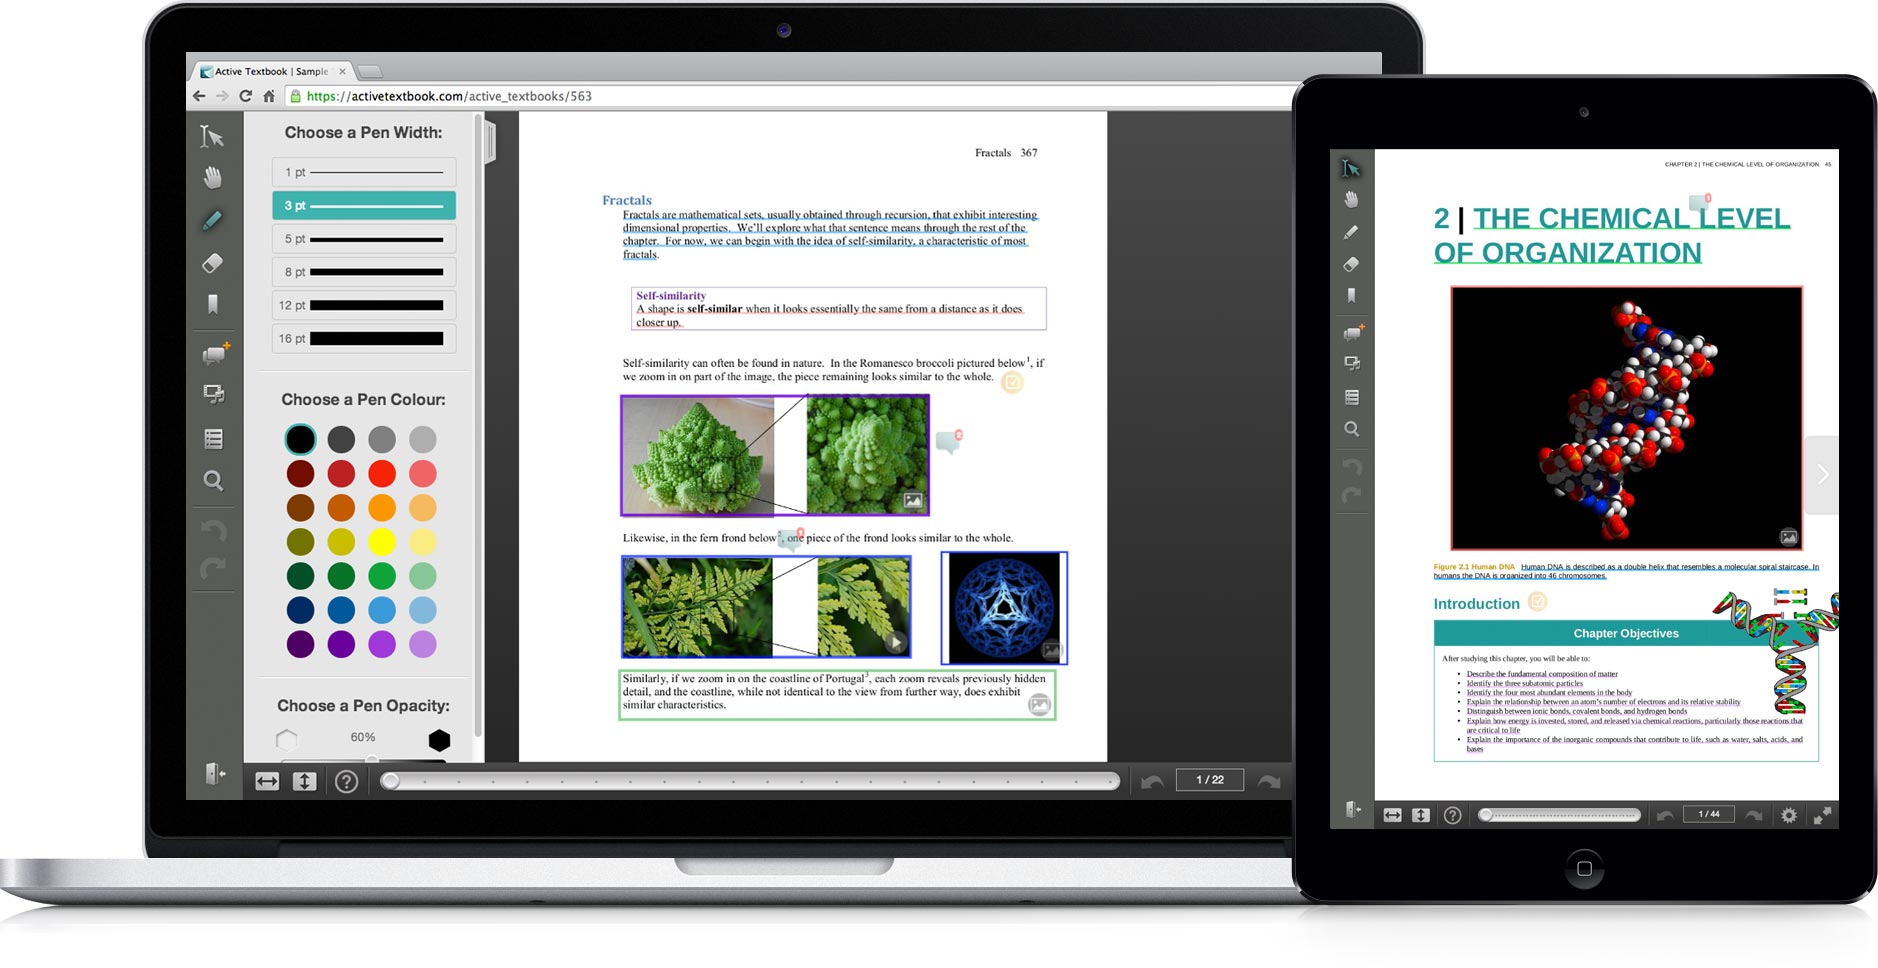 Active Textbook | Sample
https://activetextbook.com/active_textbooks/563
Choose a Pen Width:
1 pt
3 pt
5 pt
8 pt
12 pt
16 pt
Choose a Pen Colour:
Choose a Pen Opacity:
60%
Fractals 367
Fractals
Fractals are mathematical sets, usually obtained through recursion, that exhibit interesting
dimensional properties. We'll explore what that sentence means through the rest of the
chapter. For now, we can begin with the idea of self-similarity, a characteristic of most
fractals.
Self-similarity
A shape is self-similar when it looks essentially the same from a distance as it does
closer up.
Self-similarity can often be found in nature. In the Romanesco broccoli pictured below¹, if
we zoom in on part of the image, the piece remaining looks similar to the whole.
Likewise, in the fern frond below², one piece of the frond looks similar to the whole.
Similarly, if we zoom in on the coastline of Portugal³, each zoom reveals previously hidden
detail, and the coastline, while not identical to the view from further way, does exhibit
similar characteristics.
?
1 / 22
CHAPTER 2 | THE CHEMICAL LEVEL OF ORGANIZATION 45
2 | THE CHEMICAL LEVEL
OF ORGANIZATION
Figure 2.1 Human DNA Human DNA is described as a double helix that resembles a molecular spiral staircase. In
humans the DNA is organized into 46 chromosomes.
Introduction
Chapter Objectives
After studying this chapter, you will be able to:
• Describe the fundamental composition of matter
• Identify the three subatomic particles
• Identify the four most abundant elements in the body
• Explain the relationship between an atom's number of electrons and its relative stability
• Distinguish between ionic bonds, covalent bonds, and hydrogen bonds
• Explain how energy is invested, stored, and released via chemical reactions, particularly those reactions that
are critical to life
• Explain the importance of the inorganic compounds that contribute to life, such as water, salts, acids, and
bases
?
1 / 44